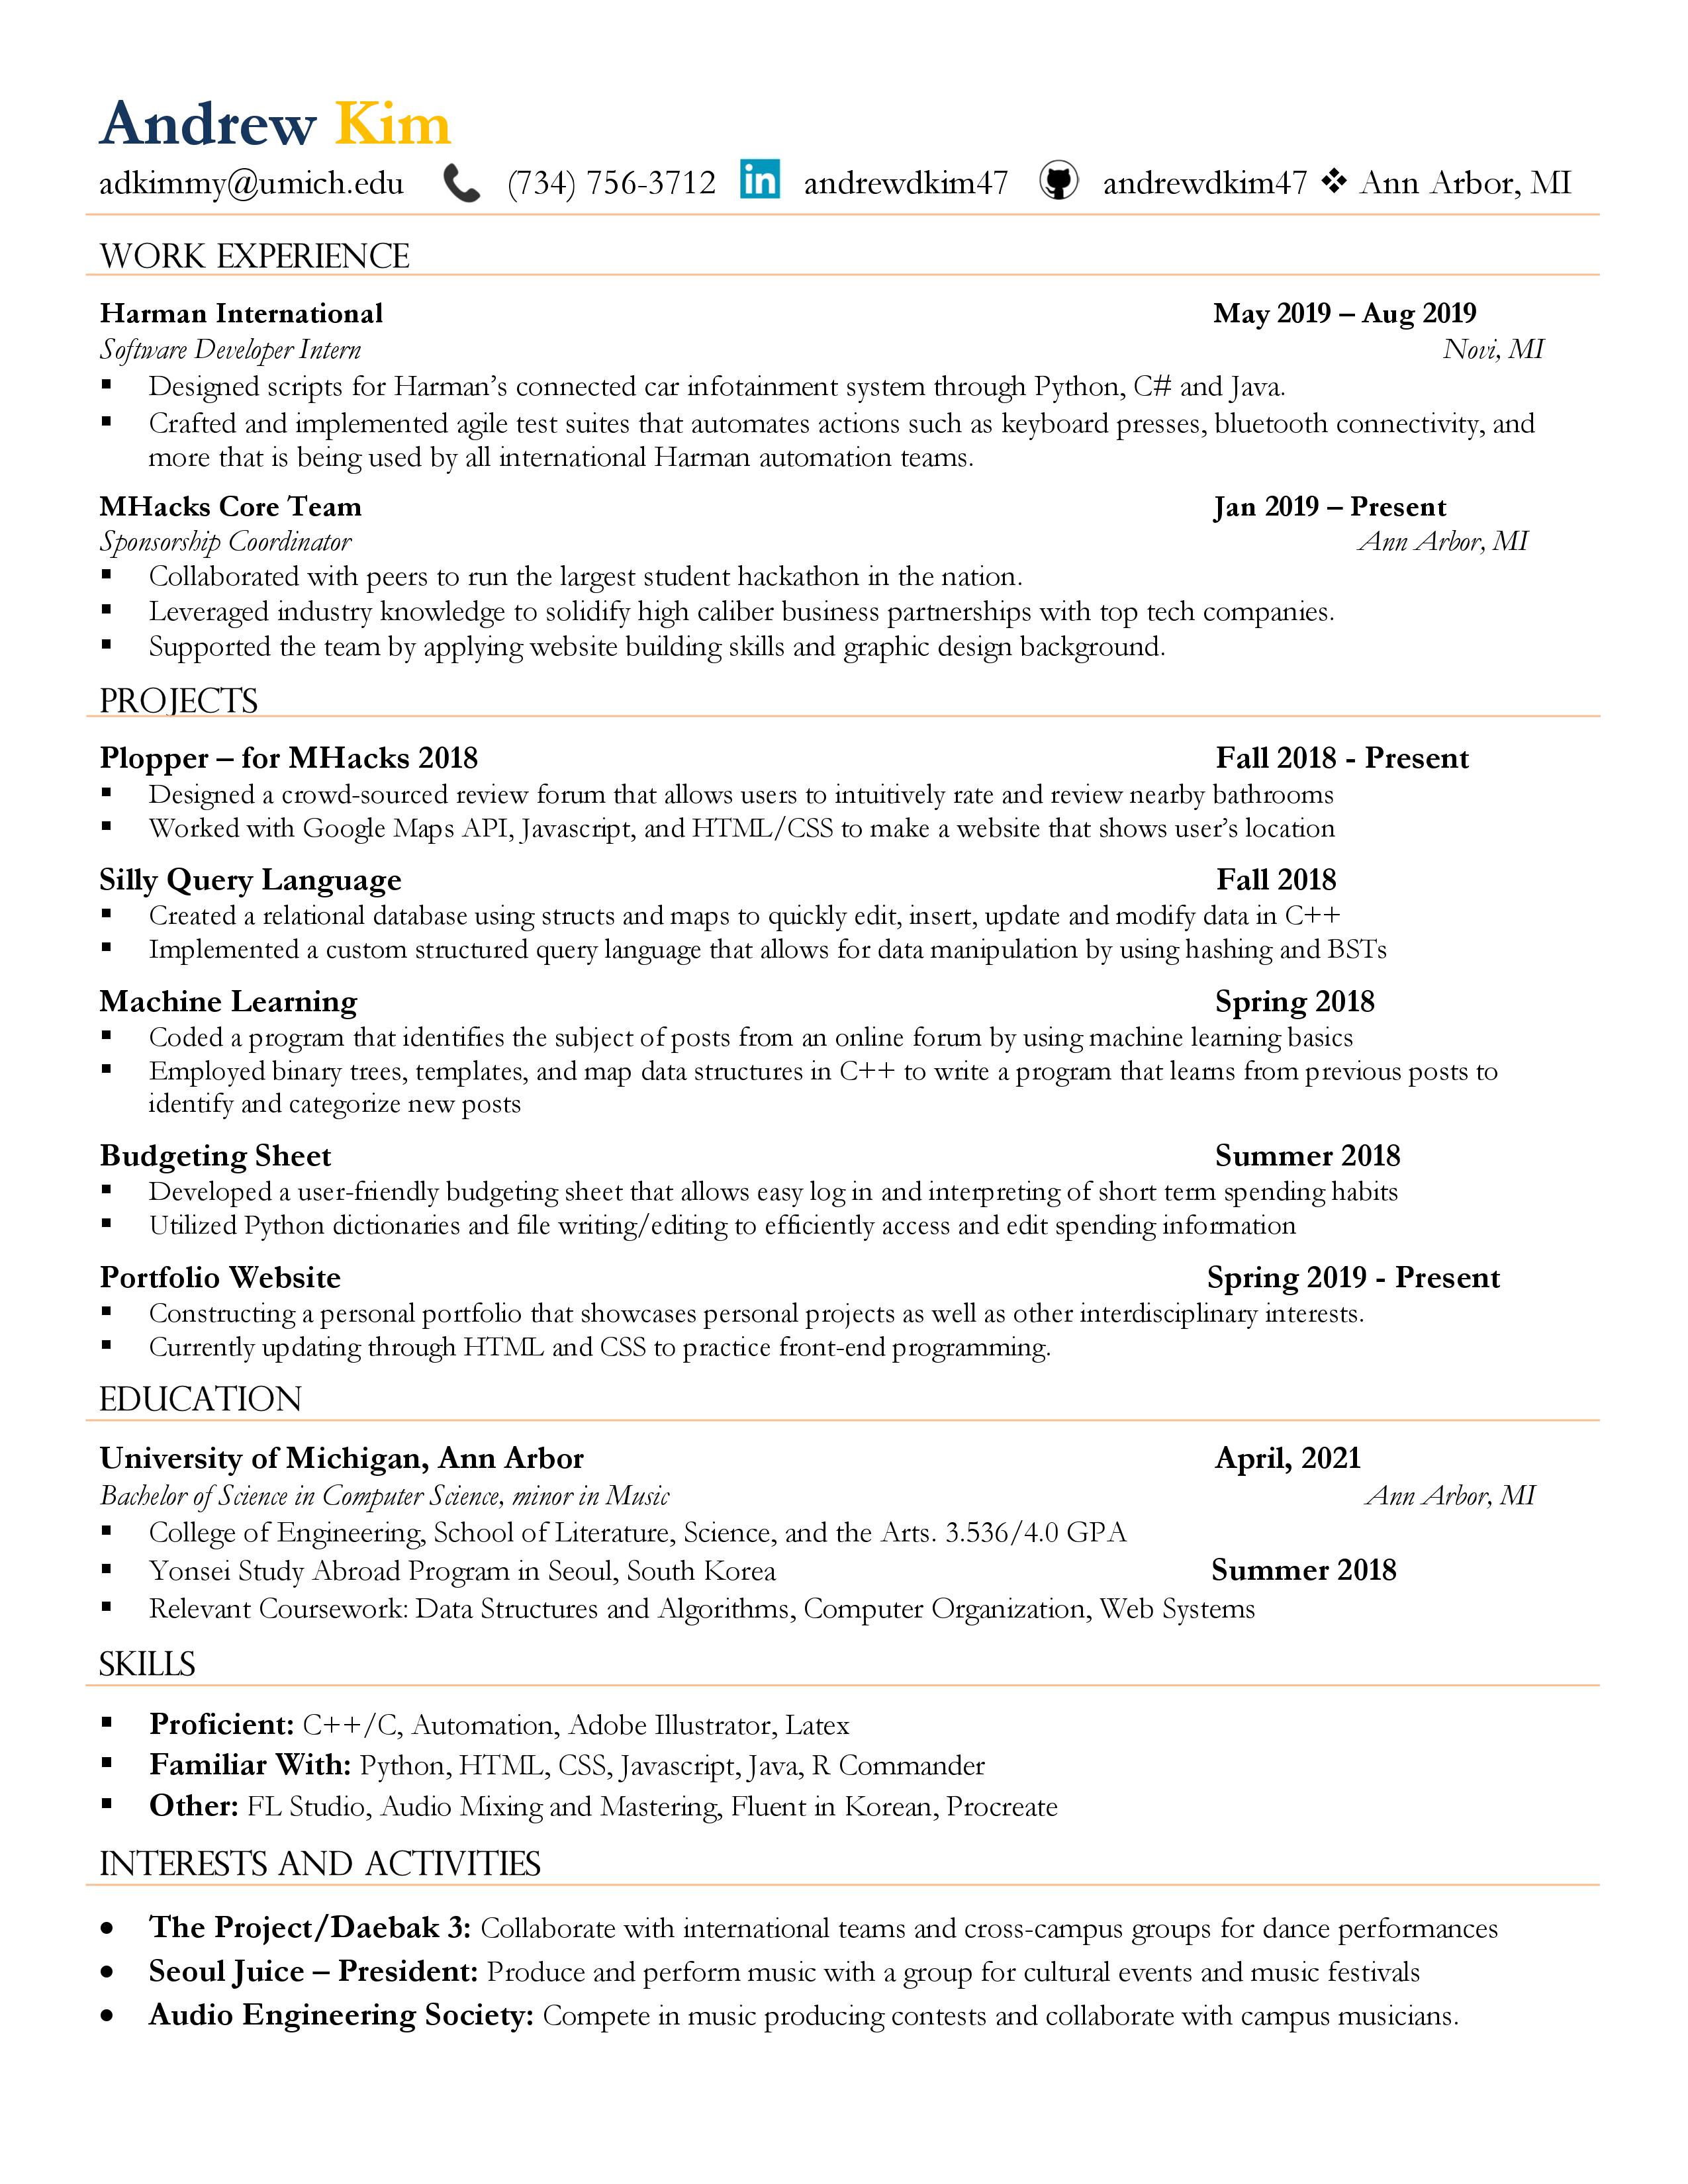 Andrew Kim
adkimmy@umich.edu (734) 756-3712 in andrewdkim47 andrewdkim47 ❖ Ann Arbor, MI
WORK EXPERIENCE
Harman International May 2019 – Aug 2019
Software Developer Intern Novi, MI
▪ Designed scripts for Harman’s connected car infotainment system through Python, C# and Java.
▪ Crafted and implemented agile test suites that automates actions such as keyboard presses, bluetooth connectivity, and
more that is being used by all international Harman automation teams.
MHacks Core Team Jan 2019 – Present
Sponsorship Coordinator Ann Arbor, MI
▪ Collaborated with peers to run the largest student hackathon in the nation.
▪ Leveraged industry knowledge to solidify high caliber business partnerships with top tech companies.
▪ Supported the team by applying website building skills and graphic design background.
PROJECTS
Plopper – for MHacks 2018 Fall 2018 - Present
▪ Designed a crowd-sourced review forum that allows users to intuitively rate and review nearby bathrooms
▪ Worked with Google Maps API, Javascript, and HTML/CSS to make a website that shows user’s location
Silly Query Language Fall 2018
▪ Created a relational database using structs and maps to quickly edit, insert, update and modify data in C++
▪ Implemented a custom structured query language that allows for data manipulation by using hashing and BSTs
Machine Learning Spring 2018
▪ Coded a program that identifies the subject of posts from an online forum by using machine learning basics
▪ Employed binary trees, templates, and map data structures in C++ to write a program that learns from previous posts to
identify and categorize new posts
Budgeting Sheet Summer 2018
▪ Developed a user-friendly budgeting sheet that allows easy log in and interpreting of short term spending habits
▪ Utilized Python dictionaries and file writing/editing to efficiently access and edit spending information
Portfolio Website Spring 2019 - Present
▪ Constructing a personal portfolio that showcases personal projects as well as other interdisciplinary interests.
▪ Currently updating through HTML and CSS to practice front-end programming.
EDUCATION
University of Michigan, Ann Arbor April, 2021
Bachelor of Science in Computer Science, minor in Music Ann Arbor, MI
▪ College of Engineering, School of Literature, Science, and the Arts. 3.536/4.0 GPA
▪ Yonsei Study Abroad Program in Seoul, South Korea Summer 2018
▪ Relevant Coursework: Data Structures and Algorithms, Computer Organization, Web Systems
SKILLS
▪ Proficient: C++/C, Automation, Adobe Illustrator, Latex
▪ Familiar With: Python, HTML, CSS, Javascript, Java, R Commander
▪ Other: FL Studio, Audio Mixing and Mastering, Fluent in Korean, Procreate
INTERESTS AND ACTIVITIES
• The Project/Daebak 3: Collaborate with international teams and cross-campus groups for dance performances
• Seoul Juice – President: Produce and perform music with a group for cultural events and music festivals
• Audio Engineering Society: Compete in music producing contests and collaborate with campus musicians.